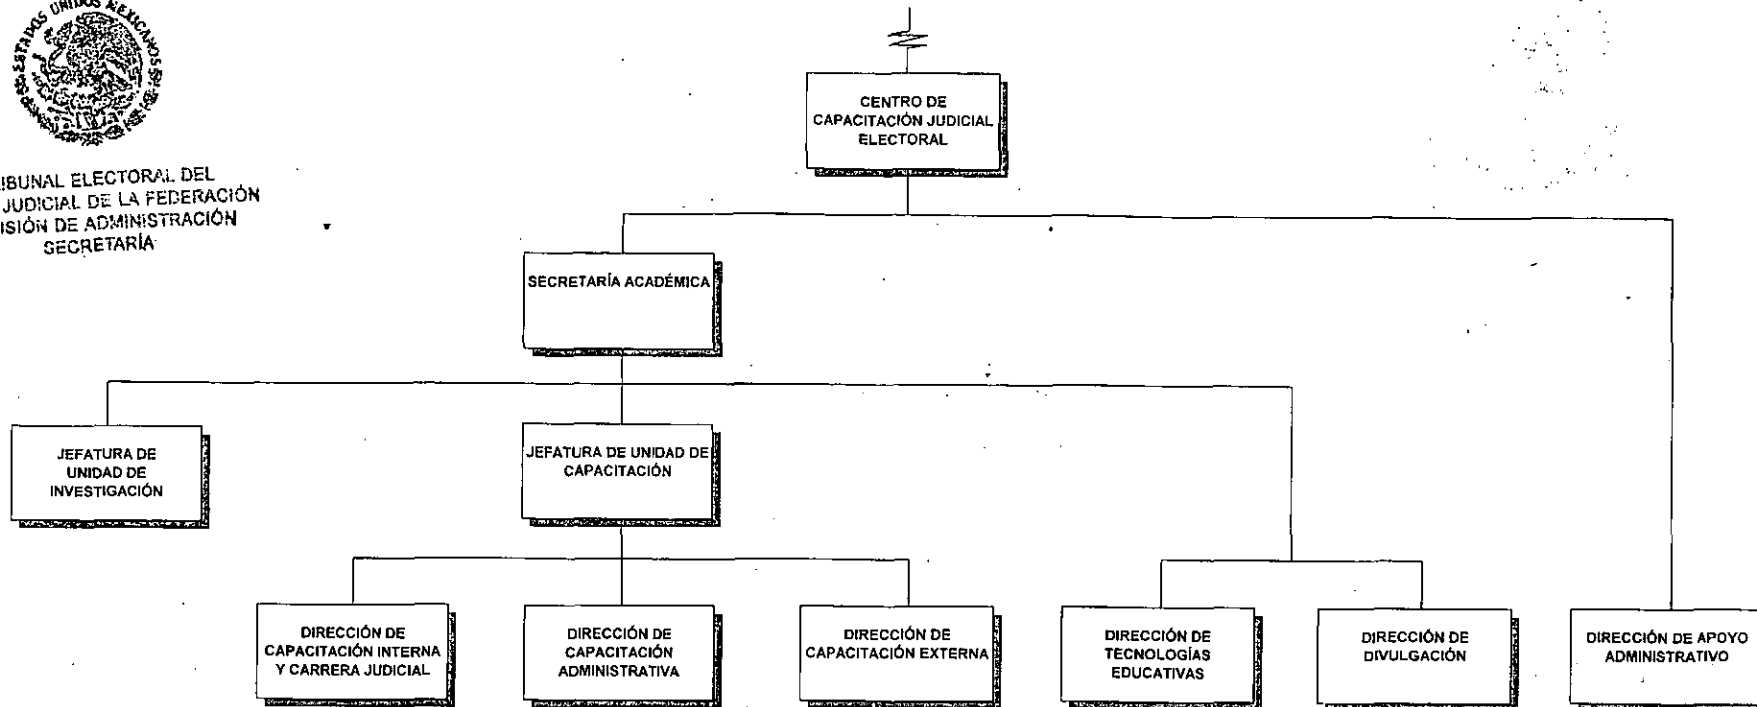 ESTADOS UNIDOS MEXICANOS
IBUNAL ELECTORAL DEL
JUDICIAL DE LA FEDERACIÓN
ISIÓN DE ADMINISTRACIÓN
SECRETARÍA
CENTRO DE
CAPACITACIÓN JUDICIAL
ELECTORAL
SECRETARÍA ACADÉMICA
JEFATURA DE
UNIDAD DE
INVESTIGACIÓN
JEFATURA DE UNIDAD DE
CAPACITACIÓN
DIRECCIÓN DE
CAPACITACIÓN INTERNA
Y CARRERA JUDICIAL
DIRECCIÓN DE
CAPACITACIÓN
ADMINISTRATIVA
DIRECCIÓN DE
CAPACITACIÓN EXTERNA
DIRECCIÓN DE
TECNOLOGÍAS
EDUCATIVAS
DIRECCIÓN DE
DIVULGACIÓN
DIRECCIÓN DE APOYO
ADMINISTRATIVO